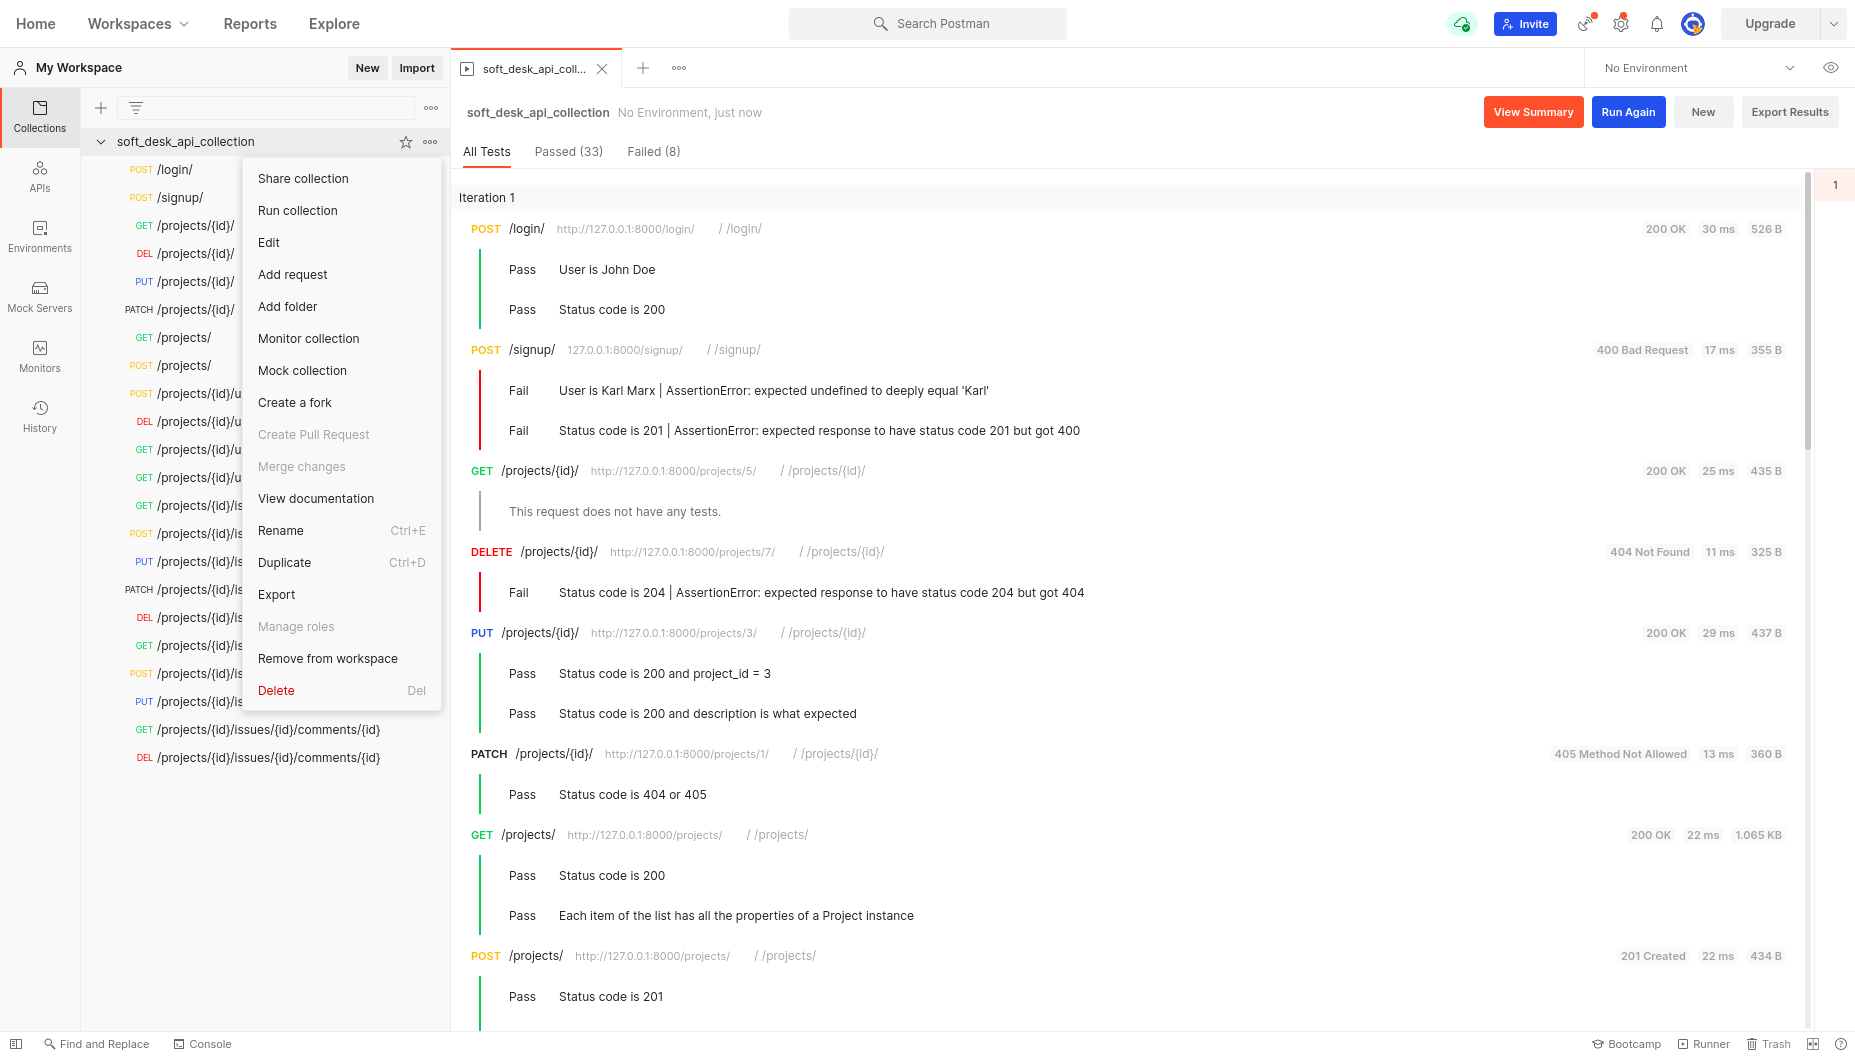 Home
Workspaces
Reports
Explore
Search Postman
Invite
Upgrade
My Workspace
New
Import
soft_desk_api_coll...
No Environment
Collections
APIs
Environments
Mock Servers
Monitors
History
soft_desk_api_collection
POST /login/
POST /signup/
GET /projects/{id}/
DEL /projects/{id}/
PUT /projects/{id}/
PATCH /projects/{id}/
GET /projects/
POST /projects/
POST /projects/{id}/u
DEL /projects/{id}/u
GET /projects/{id}/u
GET /projects/{id}/u
GET /projects/{id}/is
POST /projects/{id}/is
PUT /projects/{id}/is
PATCH /projects/{id}/is
DEL /projects/{id}/is
GET /projects/{id}/is
POST /projects/{id}/is
PUT /projects/{id}/is
GET /projects/{id}/issues/{id}/comments/{id}
DEL /projects/{id}/issues/{id}/comments/{id}
Share collection
Run collection
Edit
Add request
Add folder
Monitor collection
Mock collection
Create a fork
Create Pull Request
Merge changes
View documentation
Rename Ctrl+E
Duplicate Ctrl+D
Export
Manage roles
Remove from workspace
Delete Del
soft_desk_api_collection No Environment, just now
View Summary
Run Again
New
Export Results
All Tests
Passed (33)
Failed (8)
1
Iteration 1
POST /login/ http://127.0.0.1:8000/login/ / /login/ 200 OK 30 ms 526 B
Pass User is John Doe
Pass Status code is 200
POST /signup/ 127.0.0.1:8000/signup/ / /signup/ 400 Bad Request 17 ms 355 B
Fail User is Karl Marx | AssertionError: expected undefined to deeply equal 'Karl'
Fail Status code is 201 | AssertionError: expected response to have status code 201 but got 400
GET /projects/{id}/ http://127.0.0.1:8000/projects/5/ / /projects/{id}/ 200 OK 25 ms 435 B
This request does not have any tests.
DELETE /projects/{id}/ http://127.0.0.1:8000/projects/7/ / /projects/{id}/ 404 Not Found 11 ms 325 B
Fail Status code is 204 | AssertionError: expected response to have status code 204 but got 404
PUT /projects/{id}/ http://127.0.0.1:8000/projects/3/ / /projects/{id}/ 200 OK 29 ms 437 B
Pass Status code is 200 and project_id = 3
Pass Status code is 200 and description is what expected
PATCH /projects/{id}/ http://127.0.0.1:8000/projects/1/ / /projects/{id}/ 405 Method Not Allowed 13 ms 360 B
Pass Status code is 404 or 405
GET /projects/ http://127.0.0.1:8000/projects/ / /projects/ 200 OK 22 ms 1.065 KB
Pass Status code is 200
Pass Each item of the list has all the properties of a Project instance
POST /projects/ http://127.0.0.1:8000/projects/ / /projects/ 201 Created 22 ms 434 B
Pass Status code is 201
Find and Replace
Console
Bootcamp
Runner
Trash